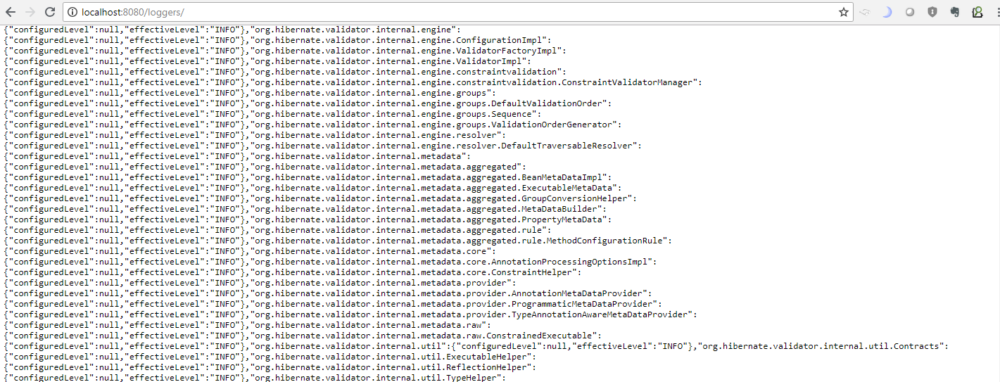 localhost:8080/loggers/
{"configuredLevel":null,"effectiveLevel":"INFO"},"org.hibernate.validator.internal.engine":
{"configuredLevel":null,"effectiveLevel":"INFO"},"org.hibernate.validator.internal.engine.ConfigurationImpl":
{"configuredLevel":null,"effectiveLevel":"INFO"},"org.hibernate.validator.internal.engine.ValidatorFactoryImpl":
{"configuredLevel":null,"effectiveLevel":"INFO"},"org.hibernate.validator.internal.engine.ValidatorImpl":
{"configuredLevel":null,"effectiveLevel":"INFO"},"org.hibernate.validator.internal.engine.constraintvalidation":
{"configuredLevel":null,"effectiveLevel":"INFO"},"org.hibernate.validator.internal.engine.constraintvalidation.ConstraintValidatorManager":
{"configuredLevel":null,"effectiveLevel":"INFO"},"org.hibernate.validator.internal.engine.groups":
{"configuredLevel":null,"effectiveLevel":"INFO"},"org.hibernate.validator.internal.engine.groups.DefaultValidationOrder":
{"configuredLevel":null,"effectiveLevel":"INFO"},"org.hibernate.validator.internal.engine.groups.Sequence":
{"configuredLevel":null,"effectiveLevel":"INFO"},"org.hibernate.validator.internal.engine.groups.ValidationOrderGenerator":
{"configuredLevel":null,"effectiveLevel":"INFO"},"org.hibernate.validator.internal.engine.resolver":
{"configuredLevel":null,"effectiveLevel":"INFO"},"org.hibernate.validator.internal.engine.resolver.DefaultTraversableResolver":
{"configuredLevel":null,"effectiveLevel":"INFO"},"org.hibernate.validator.internal.metadata":
{"configuredLevel":null,"effectiveLevel":"INFO"},"org.hibernate.validator.internal.metadata.aggregated":
{"configuredLevel":null,"effectiveLevel":"INFO"},"org.hibernate.validator.internal.metadata.aggregated.BeanMetaDataImpl":
{"configuredLevel":null,"effectiveLevel":"INFO"},"org.hibernate.validator.internal.metadata.aggregated.ExecutableMetaData":
{"configuredLevel":null,"effectiveLevel":"INFO"},"org.hibernate.validator.internal.metadata.aggregated.GroupConversionHelper":
{"configuredLevel":null,"effectiveLevel":"INFO"},"org.hibernate.validator.internal.metadata.aggregated.MetaDataBuilder":
{"configuredLevel":null,"effectiveLevel":"INFO"},"org.hibernate.validator.internal.metadata.aggregated.PropertyMetaData":
{"configuredLevel":null,"effectiveLevel":"INFO"},"org.hibernate.validator.internal.metadata.aggregated.rule":
{"configuredLevel":null,"effectiveLevel":"INFO"},"org.hibernate.validator.internal.metadata.aggregated.rule.MethodConfigurationRule":
{"configuredLevel":null,"effectiveLevel":"INFO"},"org.hibernate.validator.internal.metadata.core":
{"configuredLevel":null,"effectiveLevel":"INFO"},"org.hibernate.validator.internal.metadata.core.AnnotationProcessingOptionsImpl":
{"configuredLevel":null,"effectiveLevel":"INFO"},"org.hibernate.validator.internal.metadata.core.ConstraintHelper":
{"configuredLevel":null,"effectiveLevel":"INFO"},"org.hibernate.validator.internal.metadata.provider":
{"configuredLevel":null,"effectiveLevel":"INFO"},"org.hibernate.validator.internal.metadata.provider.AnnotationMetaDataProvider":
{"configuredLevel":null,"effectiveLevel":"INFO"},"org.hibernate.validator.internal.metadata.provider.ProgrammaticMetaDataProvider":
{"configuredLevel":null,"effectiveLevel":"INFO"},"org.hibernate.validator.internal.metadata.provider.TypeAnnotationAwareMetaDataProvider":
{"configuredLevel":null,"effectiveLevel":"INFO"},"org.hibernate.validator.internal.metadata.raw":
{"configuredLevel":null,"effectiveLevel":"INFO"},"org.hibernate.validator.internal.metadata.raw.ConstrainedExecutable":
{"configuredLevel":null,"effectiveLevel":"INFO"},"org.hibernate.validator.internal.util":{"configuredLevel":null,"effectiveLevel":"INFO"},"org.hibernate.validator.internal.util.Contracts":
{"configuredLevel":null,"effectiveLevel":"INFO"},"org.hibernate.validator.internal.util.ExecutableHelper":
{"configuredLevel":null,"effectiveLevel":"INFO"},"org.hibernate.validator.internal.util.ReflectionHelper":
{"configuredLevel":null,"effectiveLevel":"INFO"},"org.hibernate.validator.internal.util.TypeHelper":